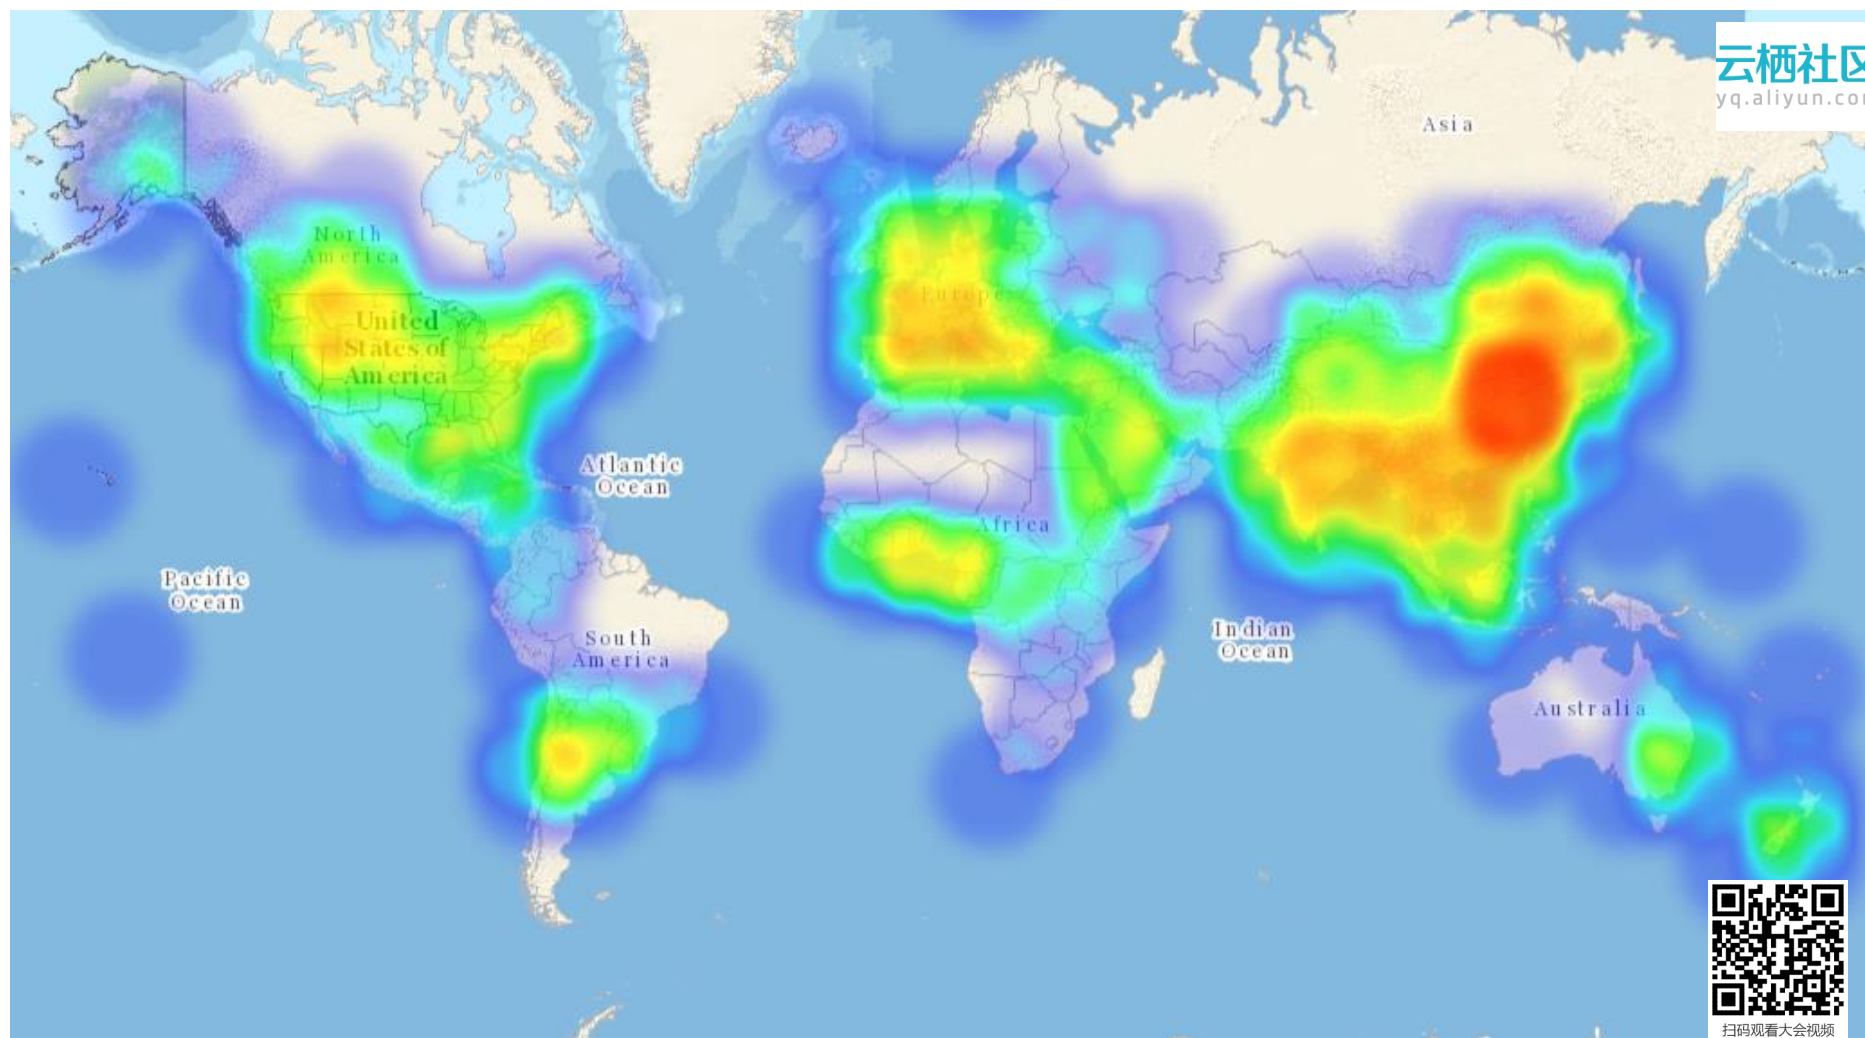 云栖社区
yq.aliyun.co
Asia
North
America
Europe
United
States of
America
Atlantic
Ocean
Africa
Pacific
Ocean
South
America
Indian
Ocean
Australia
扫码观看大会视频